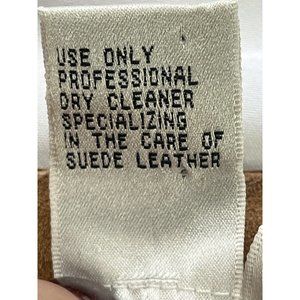 USE ONLY
PROFESSIONAL
DRY CLEANER
SPECIALIZING
IN THE CARE OF
SUEDE LEATHER